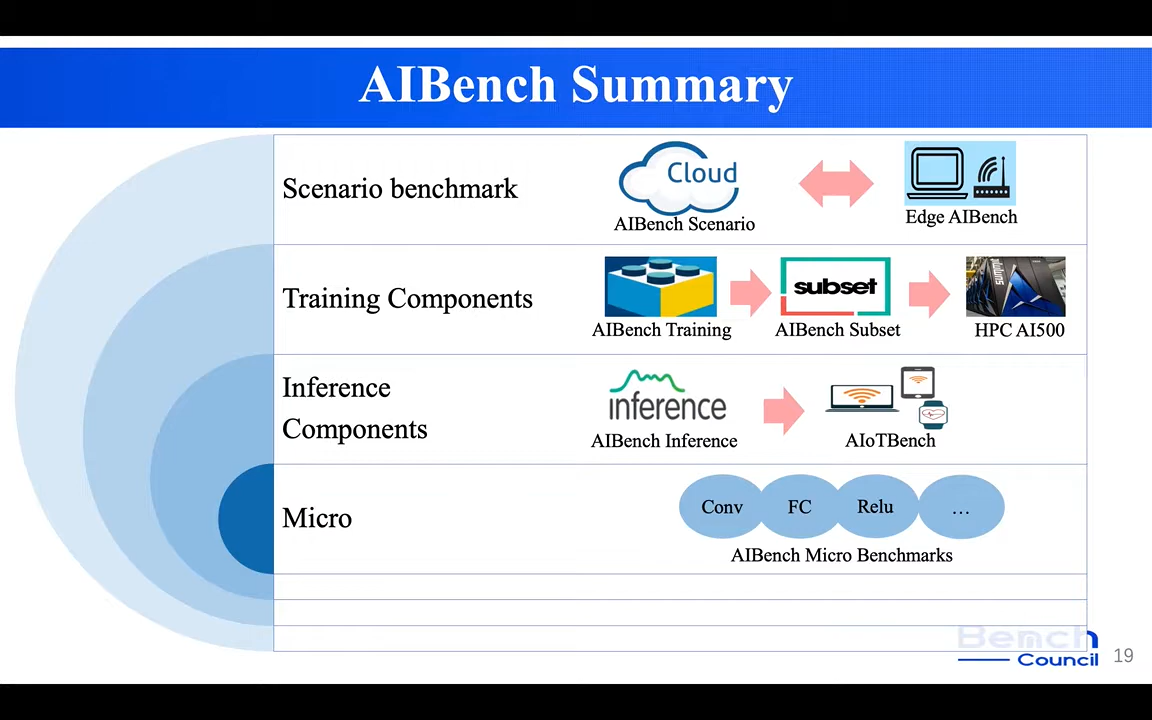 AIBench Summary
Scenario benchmark
Cloud
AIBench Scenario
Edge AIBench
Training Components
AIBench Training
subset
AIBench Subset
HPC AI500
Inference
Components
inference
AIBench Inference
AIoTBench
Micro
Conv
FC
Relu
...
AIBench Micro Benchmarks
Bench
Council
19